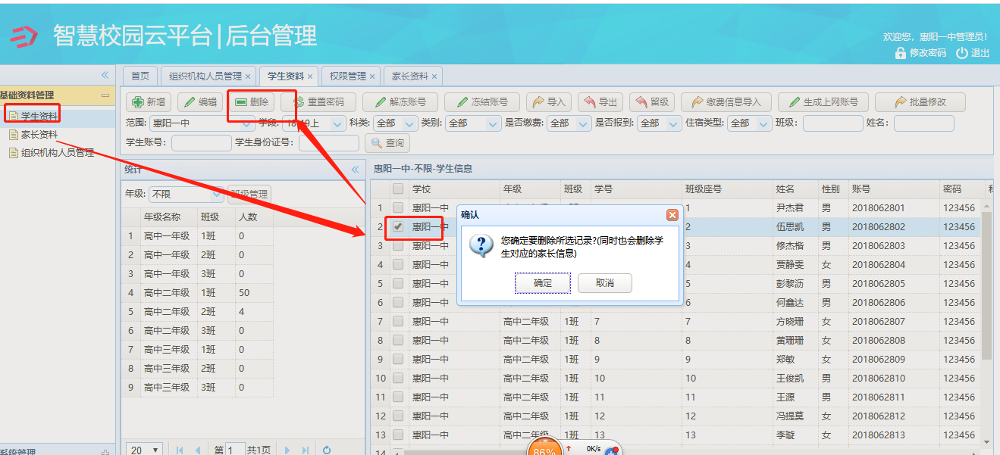 智慧校园云平台|后台管理
欢迎您，惠阳一中管理员!
修改密码 退出
基础资料管理
学生资料
家长资料
组织机构人员管理
系统管理
首页 组织机构人员管理 × 学生资料 × 权限管理 × 家长资料 ×
新增 编辑 删除 重置密码 解冻账号 冻结账号 导入 导出 留级 缴费信息导入 生成上网账号 批量修改
范围: 惠阳一中 学段: 上 科类: 全部 类别: 全部 是否缴费: 全部 是否报到: 全部 住宿类型: 全部 班级: 姓名:
学生账号: 学生身份证号: 查询
统计
年级: 不限 班级管理
年级名称 班级 人数
1 高中一年级 1班 0
2 高中一年级 2班 0
3 高中一年级 3班 0
4 高中二年级 1班 50
5 高中二年级 2班 4
6 高中二年级 3班 0
7 高中三年级 1班 0
8 高中三年级 2班 0
9 高中三年级 3班 0
20 第 1 共1页
惠阳一中-不限-学生信息
学校 年级 班级 学号 班级座号 姓名 性别 账号 密码
1 惠阳一中 1 尹杰君 男 2018062801 123456
2 惠阳一中 2 伍思凯 男 2018062802 123456
3 惠阳一中 3 修杰楷 男 2018062803 123456
4 惠阳一中 4 贾静雯 女 2018062804 123456
5 惠阳一中 5 彭黎沥 男 2018062805 123456
6 惠阳一中 6 何鑫达 男 2018062806 123456
7 惠阳一中 高中二年级 1班 7 7 方晓珊 女 2018062807 123456
8 惠阳一中 高中二年级 1班 8 8 黄珊珊 女 2018062808 123456
9 惠阳一中 高中二年级 1班 9 9 郑敏 女 2018062809 123456
10 惠阳一中 高中二年级 1班 10 10 王俊凯 男 2018062810 123456
11 惠阳一中 高中二年级 1班 11 11 王源 男 2018062811 123456
12 惠阳一中 高中二年级 1班 12 12 冯提莫 女 2018062812 123456
13 惠阳一中 高中二年级 1班 13 13 李璇 女 2018062813 123456
14
确认
您确定要删除所选记录?(同时也会删除学
生对应的家长信息)
确定 取消
86% 0K/s